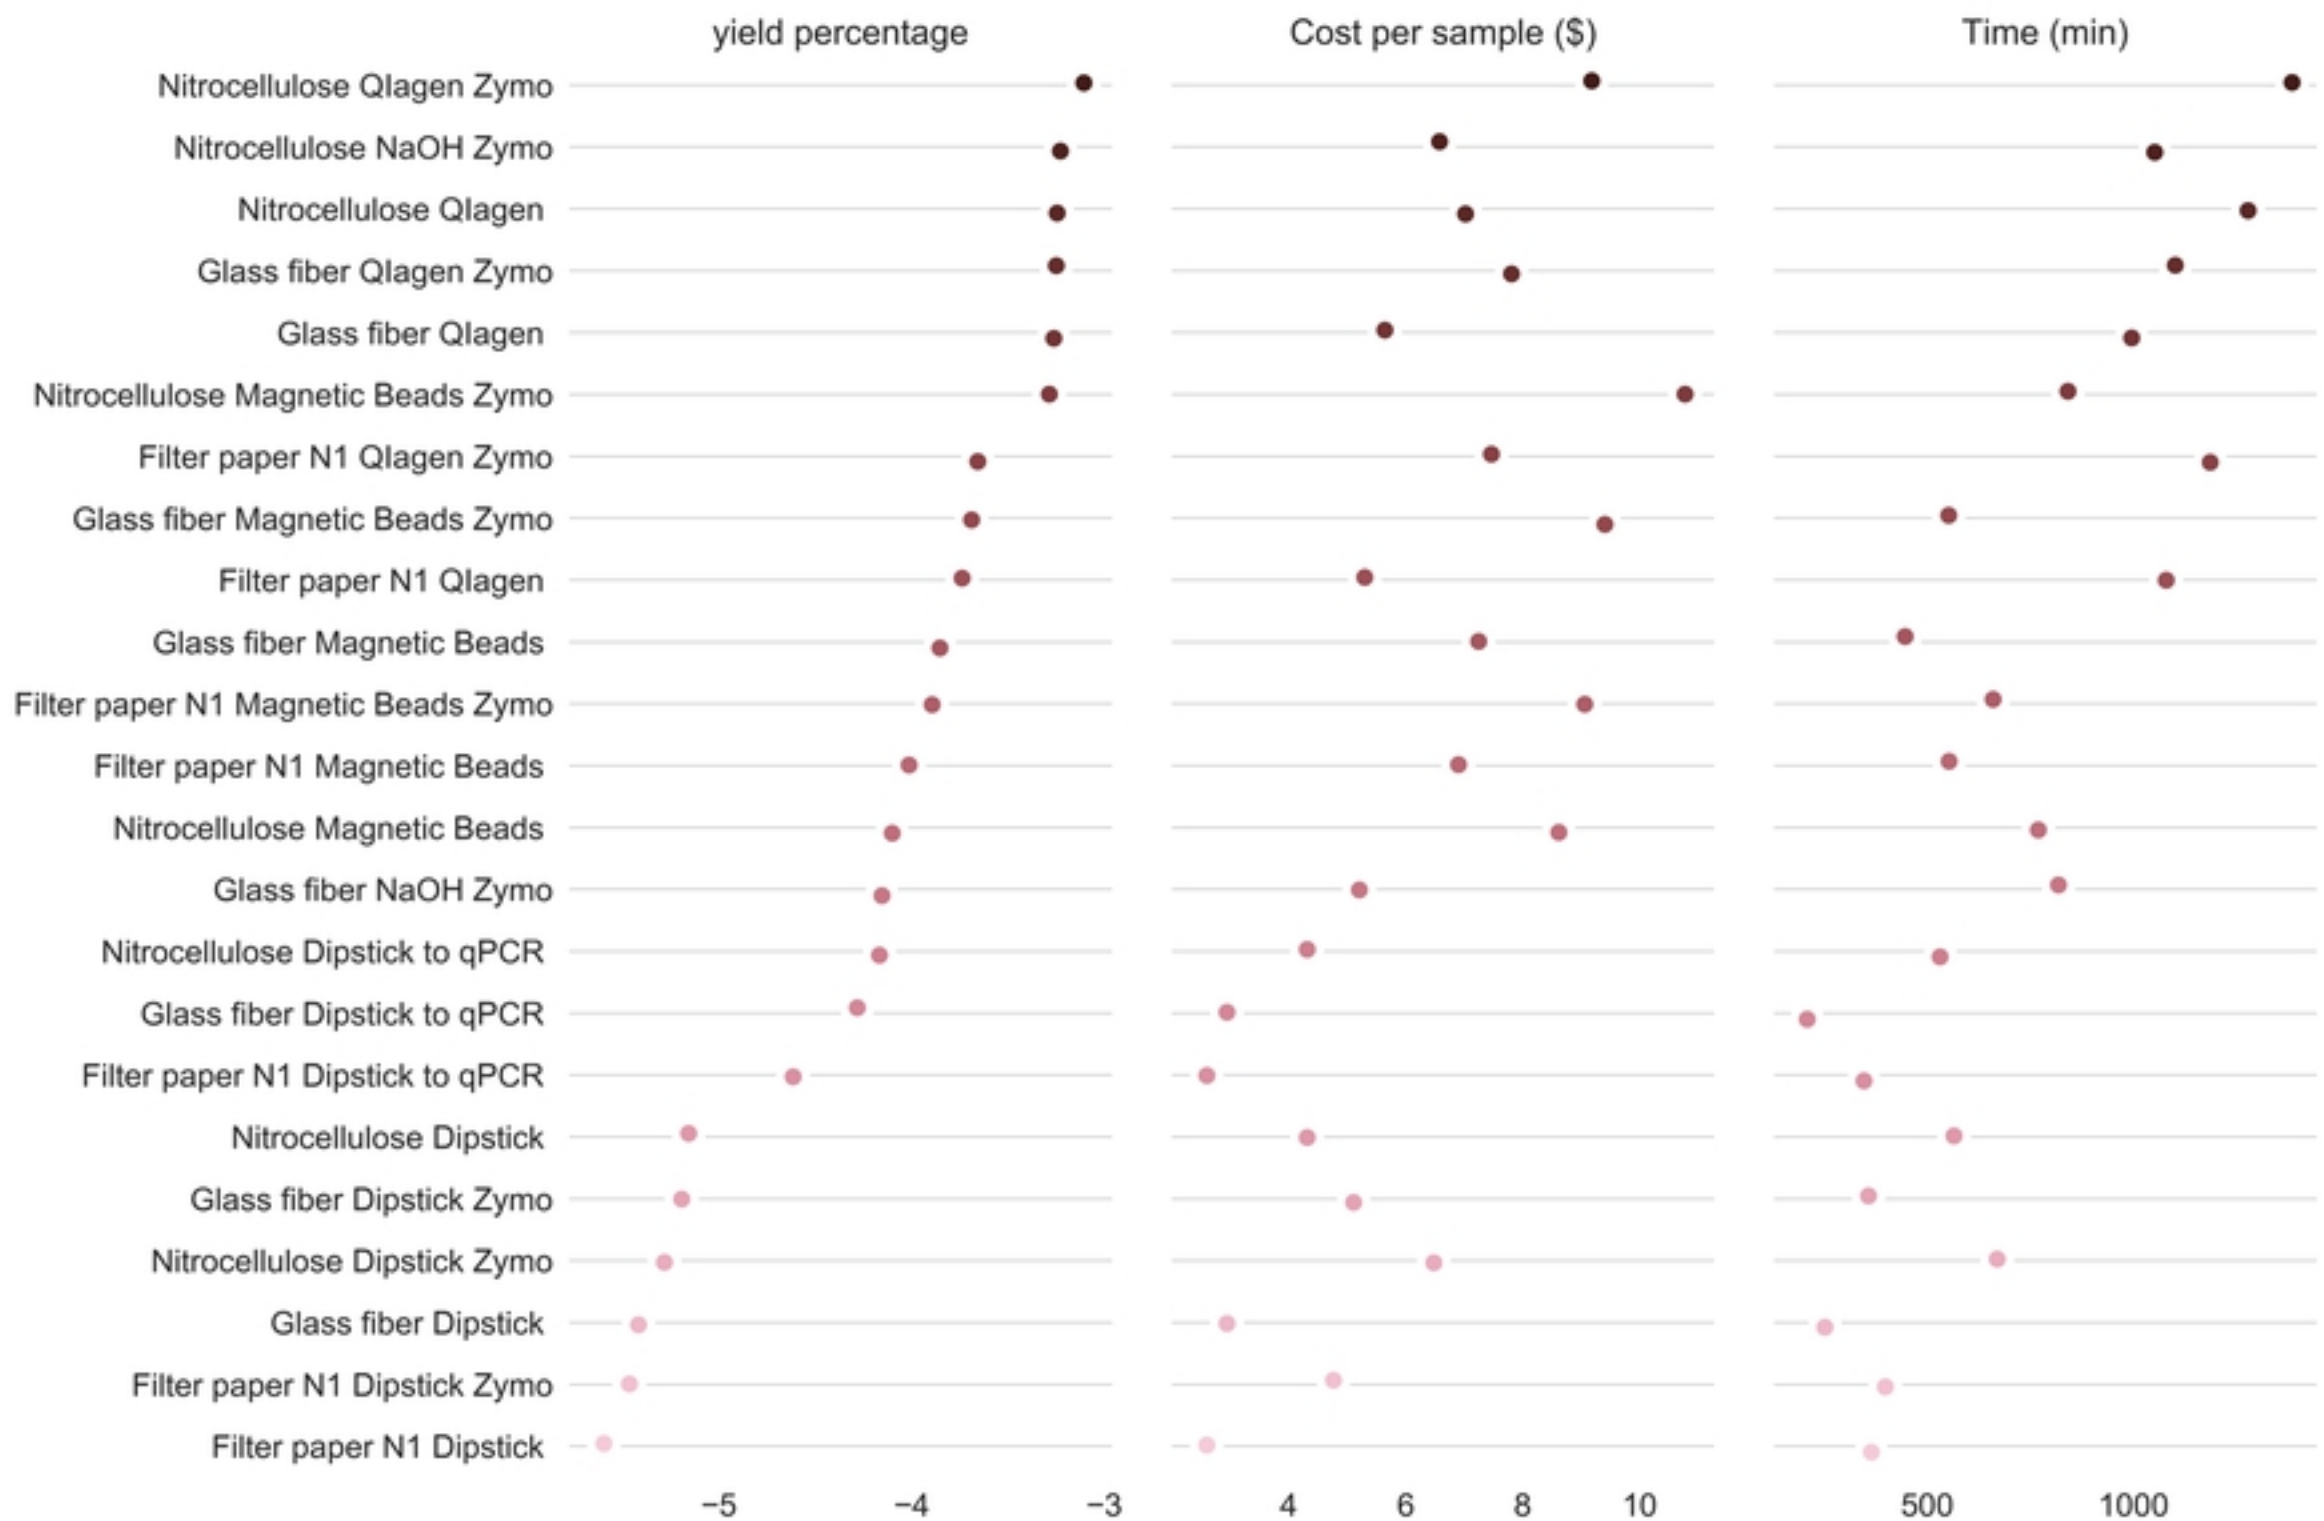 yield percentage Cost per sample ($) Time (min)
Nitrocellulose QIagen Zymo
Nitrocellulose NaOH Zymo
Nitrocellulose QIagen
Glass fiber QIagen Zymo
Glass fiber QIagen
Nitrocellulose Magnetic Beads Zymo
Filter paper N1 QIagen Zymo
Glass fiber Magnetic Beads Zymo
Filter paper N1 QIagen
Glass fiber Magnetic Beads
Filter paper N1 Magnetic Beads Zymo
Filter paper N1 Magnetic Beads
Nitrocellulose Magnetic Beads
Glass fiber NaOH Zymo
Nitrocellulose Dipstick to qPCR
Glass fiber Dipstick to qPCR
Filter paper N1 Dipstick to qPCR
Nitrocellulose Dipstick
Glass fiber Dipstick Zymo
Nitrocellulose Dipstick Zymo
Glass fiber Dipstick
Filter paper N1 Dipstick Zymo
Filter paper N1 Dipstick
−5 −4 −3 4 6 8 10 500 1000